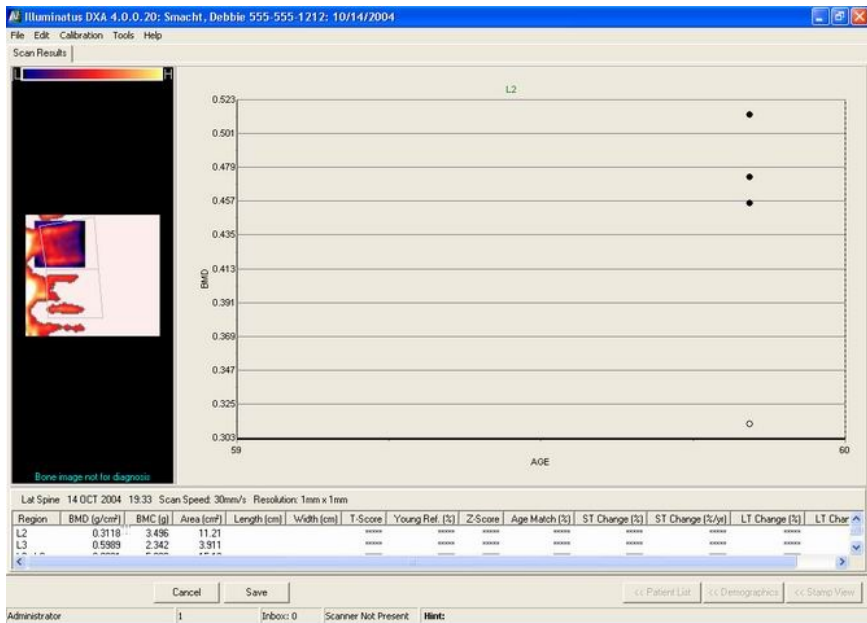 Illuminatus DXA 4.0.0.20: Smacht, Debbie 555-555-1212: 10/14/2004
File Edit Calibration Tools Help
Scan Results
L H
L2
0.523
0.501
0.479
0.457
0.435
0.413
0.391
0.369
0.347
0.325
0.303
BMD
59 60
AGE
Bone image not for diagnosis
Lat Spine 14 OCT 2004 19:33 Scan Speed: 30mm/s Resolution: 1mm x 1mm
Region BMD (g/cm²) BMC (g) Area (cm²) Length (cm) Width (cm) T-Score Young Ref. (%) Z-Score Age Match (%) ST Change (%) ST Change (%/yr) LT Change (%) LT Char
L2 0.3118 3.496 11.21
L3 0.5989 2.342 3.911
Cancel Save << Patient List << Demographics << Stamp View
Administrator 1 Inbox: 0 Scanner Not Present Hint: